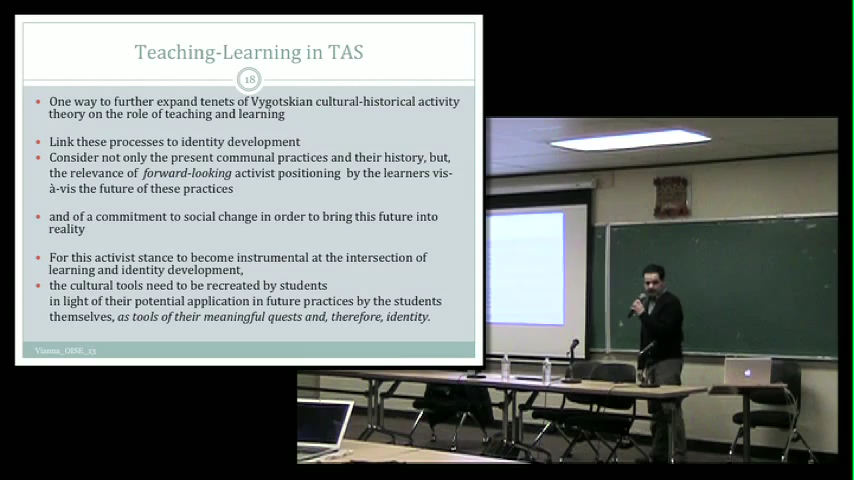 Teaching-Learning in TAS
18
• One way to further expand tenets of Vygotskian cultural-historical activity
theory on the role of teaching and learning
• Link these processes to identity development
• Consider not only the present communal practices and their history, but,
the relevance of forward-looking activist positioning by the learners vis-
à-vis the future of these practices
• and of a commitment to social change in order to bring this future into
reality
• For this activist stance to become instrumental at the intersection of
learning and identity development,
• the cultural tools need to be recreated by students
in light of their potential application in future practices by the students
themselves, as tools of their meaningful quests and, therefore, identity.
Vianna_OISE_13